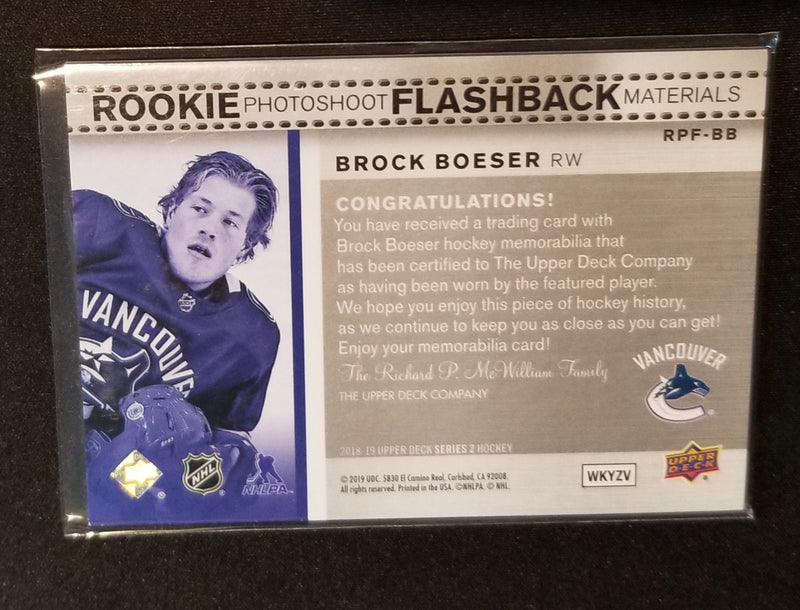 ROOKIE PHOTOSHOOT FLASHBACK MATERIALS
RPF-BB
BROCK BOESER RW
CONGRATULATIONS!
You have received a trading card with
Brock Boeser hockey memorabilia that
has been certified to The Upper Deck Company
as having been worn by the featured player.
We hope you enjoy this piece of hockey history,
as we continue to keep you as close as you can get!
Enjoy your memorabilia card!
The Richard P. McWilliam Family
THE UPPER DECK COMPANY
VANCOUVER
VANCOUVER
2018-19 UPPER DECK SERIES 2 HOCKEY
© 2019 UDC. 5830 El Camino Real, Carlsbad, CA 92008.
All rights reserved. Printed in the USA. ©NHLPA. © NHL.
WKYZV
UPPER
DECK
NHL
NHLPA